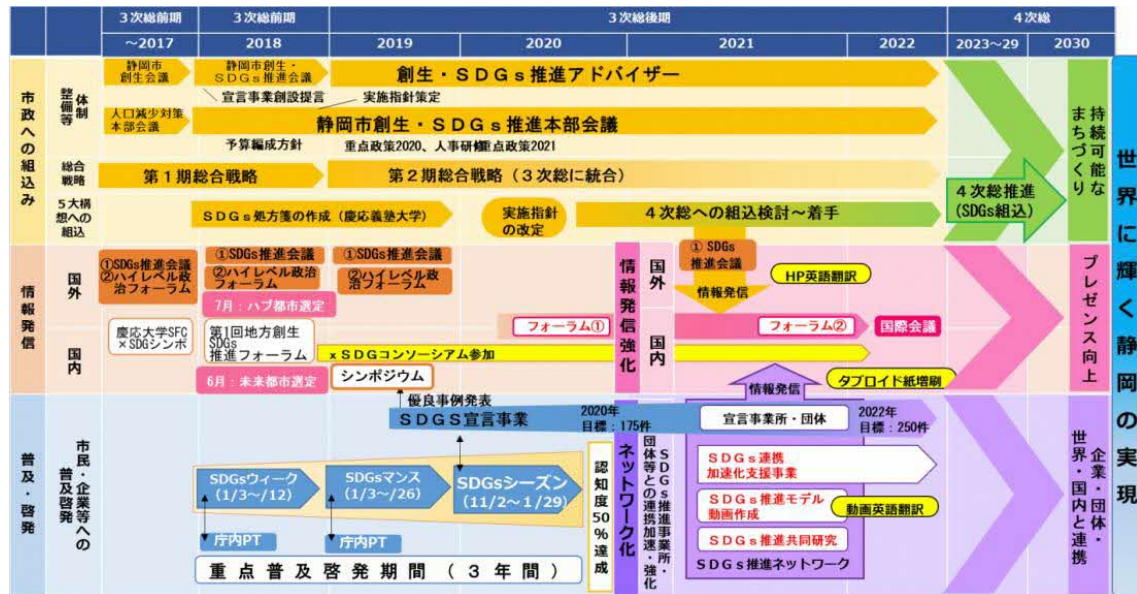 ３次総前期
３次総前期
３次総後期
４次総
～2017
2018
2019
2020
2021
2022
2023～29
2030
市政への組込み
体制
整備等
静岡市
創生会議
静岡市創生・
ＳＤＧｓ推進会議
創生・ＳＤＧｓ推進アドバイザー
宣言事業創設提言
実施指針策定
人口減少対策
本部会議
静岡市創生・ＳＤＧｓ推進本部会議
予算編成方針
重点政策2020、人事研修
重点政策2021
総合
戦略
第１期総合戦略
第２期総合戦略（３次総に統合）
５大構
想への
組込
ＳＤＧｓ処方箋の作成（慶応義塾大学）
実施指針
の改定
４次総への組込検討～着手
４次総推進
(SDGs組込)
持続可能な
まちづくり
情報発信
国外
①SDGs推進会議
②ハイレベル政
治フォーラム
①SDGs推進会議
②ハイレベル政治
フォーラム
①SDGs推進会議
②ハイレベル政
治フォーラム
7月：ハブ都市選定
情報発信強化
国外
① SDGs
推進会議
情報発信
HP英語翻訳
プレゼンス向上
国内
慶応大学SFC
×SDGシンポ
第1回地方創生
SDGs
推進フォーラム
フォーラム①
国内
フォーラム②
国際会議
ｘＳＤＧコンソーシアム参加
6月：未来都市選定
シンポジウム
情報発信
タブロイド紙増刷
普及・啓発
市民・企業等への
普及啓発
優良事例発表
ＳＤＧＳ宣言事業
2020年
目標：175件
宣言事業所・団体
2022年
目標：250件
SDGsウィーク
(1/3～/12)
SDGsマンス
(1/3～/26)
SDGsシーズン
(11/2～1/29)
認知度50％達成
ネットワーク化
ＳＤＧｓ推進事業所・
団体等との連携加速・強化
ＳＤＧｓ連携
加速化支援事業
ＳＤＧｓ推進モデル
動画作成
動画英語翻訳
ＳＤＧｓ推進共同研究
ＳＤＧｓ推進ネットワーク
庁内PT
庁内PT
重点普及啓発期間（３年間）
企業・団体・
世界・国内と連携
世界に輝く静岡の実現